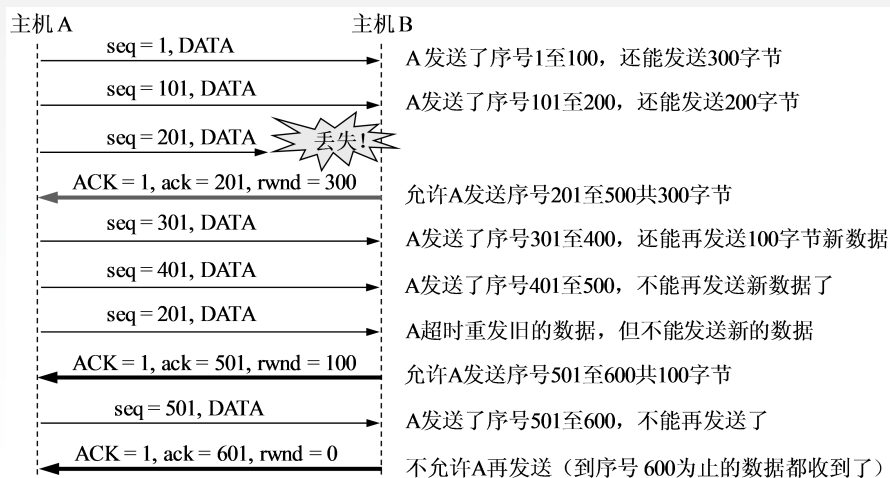 主机A 主机B
seq = 1, DATA A发送了序号1至100，还能发送300字节
seq = 101, DATA A发送了序号101至200，还能发送200字节
seq = 201, DATA 丢失!
ACK = 1, ack = 201, rwnd = 300 允许A发送序号201至500共300字节
seq = 301, DATA A发送了序号301至400，还能再发送100字节新数据
seq = 401, DATA A发送了序号401至500，不能再发送新数据了
seq = 201, DATA A超时重发旧的数据，但不能发送新的数据
ACK = 1, ack = 501, rwnd = 100 允许A发送序号501至600共100字节
seq = 501, DATA A发送了序号501至600，不能再发送了
ACK = 1, ack = 601, rwnd = 0 不允许A再发送（到序号600为止的数据都收到了）